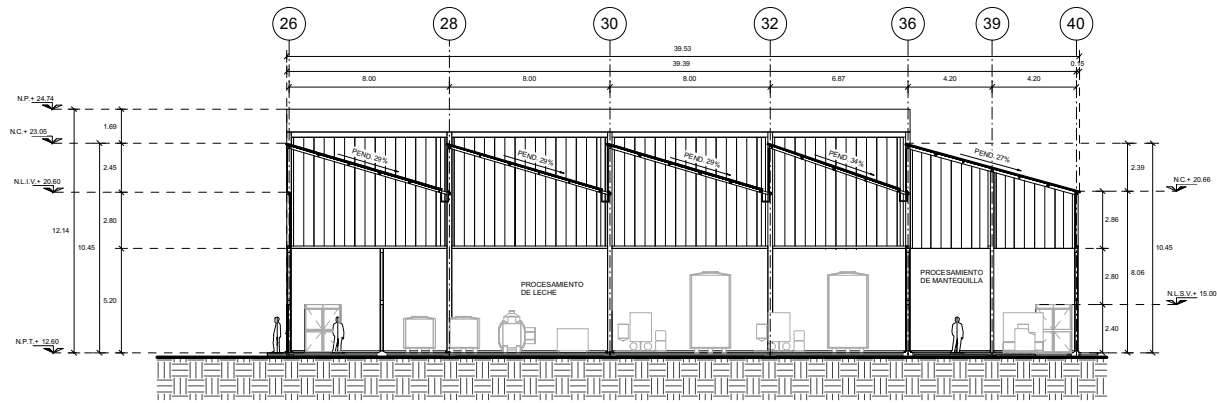 26
28
30
32
36
39
40
39.53
39.39
0.15
8.00
8.00
8.00
6.87
4.20
4.20
N.P.+ 24.74
1.69
N.C.+ 23.05
PEND. 29%
PEND. 29%
PEND. 29%
PEND. 34%
PEND. 27%
2.45
2.39
N.L.I.V.+ 20.60
N.C.+ 20.66
2.80
2.86
12.14
10.45
10.45
8.06
PROCESAMIENTO
DE LECHE
PROCESAMIENTO
DE MANTEQUILLA
2.80
N.L.S.V.+ 15.00
5.20
2.40
N.P.T.+ 12.60